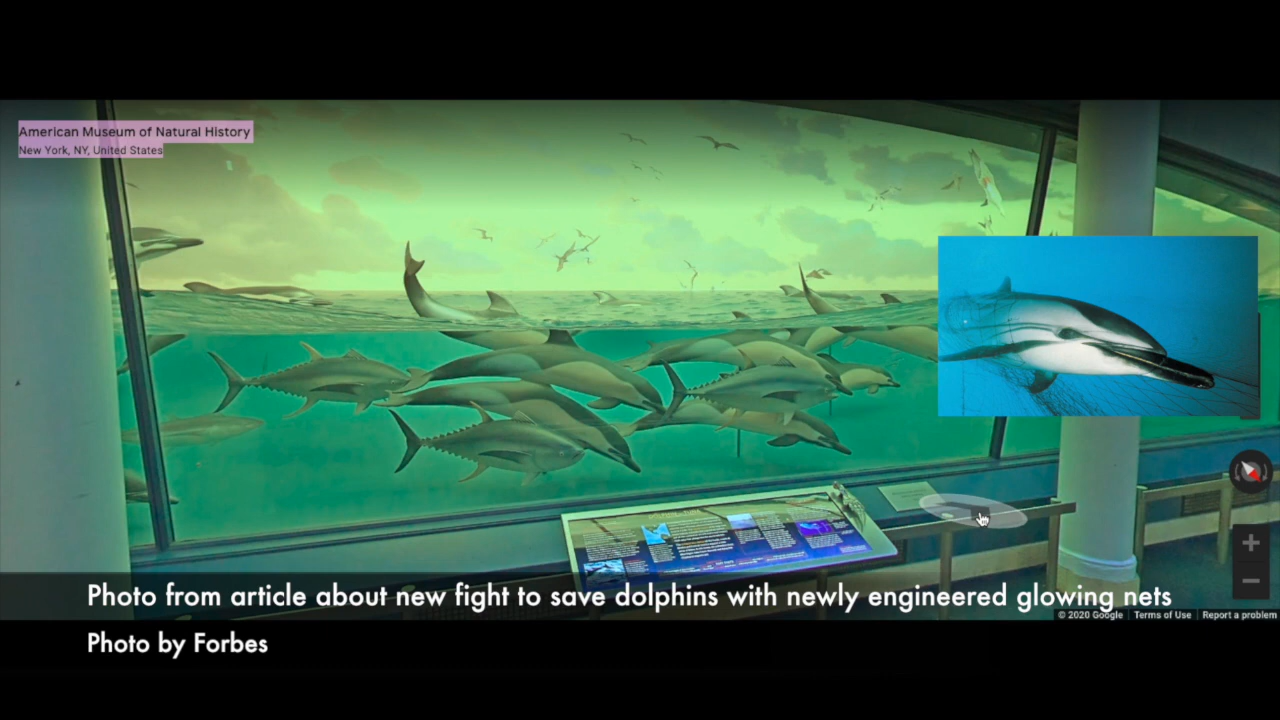 American Museum of Natural History
New York, NY, United States
Photo from article about new fight to save dolphins with newly engineered glowing nets
© 2020 Google
Terms of Use
Report a problem
Photo by Forbes